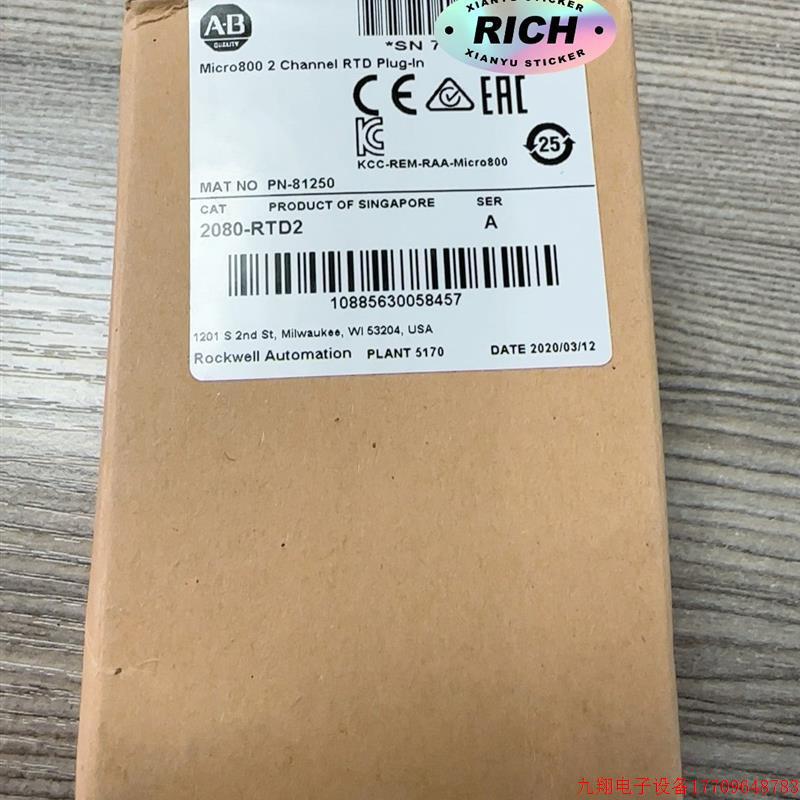 XIANYU STICKER
RICH
XIANYU STICKER
A-B
QUALITY
*SN 7
Micro800 2 Channel RTD Plug-In
CE EAC
25
KCC-REM-RAA-Micro800
MAT NO PN-81250
CAT PRODUCT OF SINGAPORE SER
2080-RTD2 A
10885630058457
1201 S 2nd St, Milwaukee, WI 53204, USA
Rockwell Automation PLANT 5170 DATE 2020/03/12
九翔电子设备17709648783